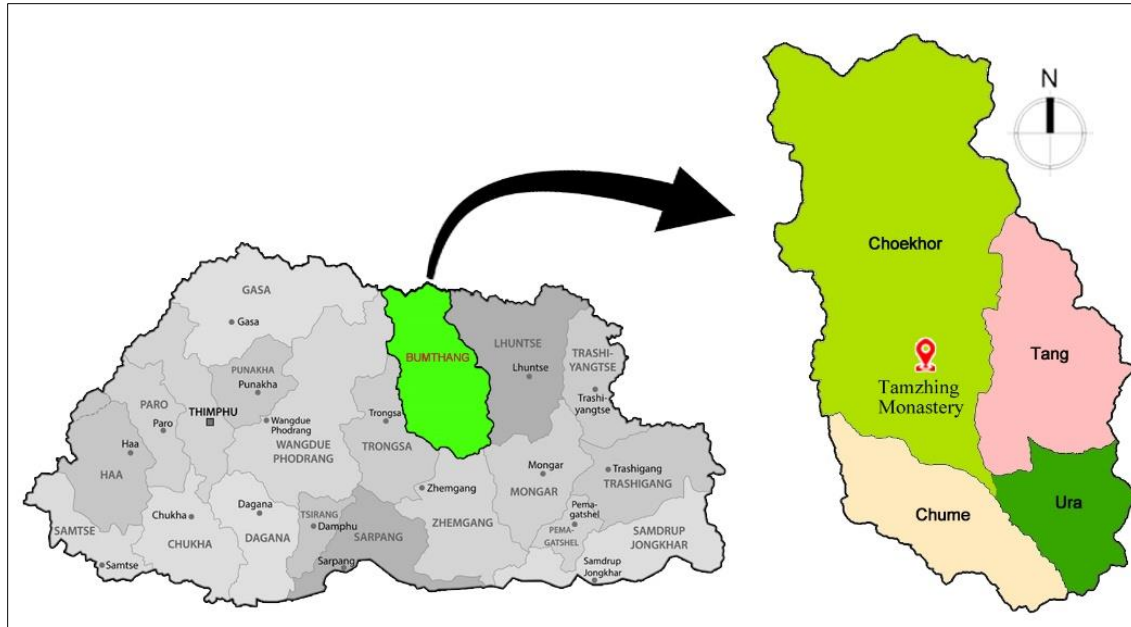 GASA
Gasa
PUNAKHA
Punakha
PARO
Paro
THIMPHU
Wangdue
Phodrang
WANGDUE
PHODRANG
Haa
HAA
SAMTSE
Samtse
Chukha
CHUKHA
Dagana
DAGANA
TSIRANG
Damphu
SARPANG
Sarpang
Trongsa
TRONGSA
BUMTHANG
Zhemgang
ZHEMGANG
LHUNTSE
Lhuntse
TRASHI-
YANGTSE
Trashi-
yangtse
Mongar
MONGAR
Trashigang
TRASHIGANG
Pema-
gatshel
PEMA-
GATSHEL
SAMDRUP
JONGKHAR
Samdrup
Jongkhar
N
Choekhor
Tang
Tamzhing
Monastery
Ura
Chume